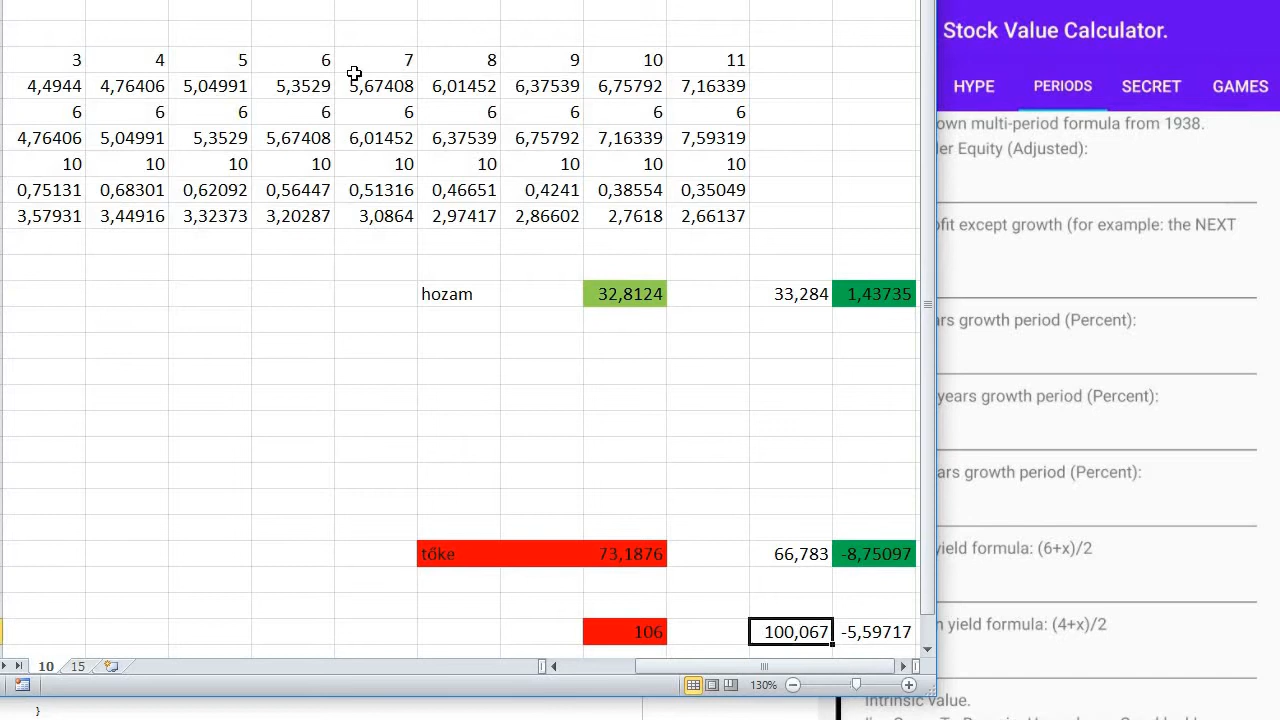 3 4 5 6 7 8 9 10 11
4,4944 4,76406 5,04991 5,3529 5,67408 6,01452 6,37539 6,75792 7,16339
6 6 6 6 6 6 6 6 6
4,76406 5,04991 5,3529 5,67408 6,01452 6,37539 6,75792 7,16339 7,59319
10 10 10 10 10 10 10 10 10
0,75131 0,68301 0,62092 0,56447 0,51316 0,46651 0,4241 0,38554 0,35049
3,57931 3,44916 3,32373 3,20287 3,0864 2,97417 2,86602 2,7618 2,66137
hozam 32,8124 33,284 1,43735
tőke 73,1876 66,783 -8,75097
106 100,067 -5,59717
10 15
130%
}
Stock Value Calculator.
HYPE PERIODS SECRET GAMES
own multi-period formula from 1938.
er Equity (Adjusted):
fit except growth (for example: the NEXT
rs growth period (Percent):
years growth period (Percent):
rs growth period (Percent):
yield formula: (6+x)/2
yield formula: (4+x)/2
Intrinsic value.